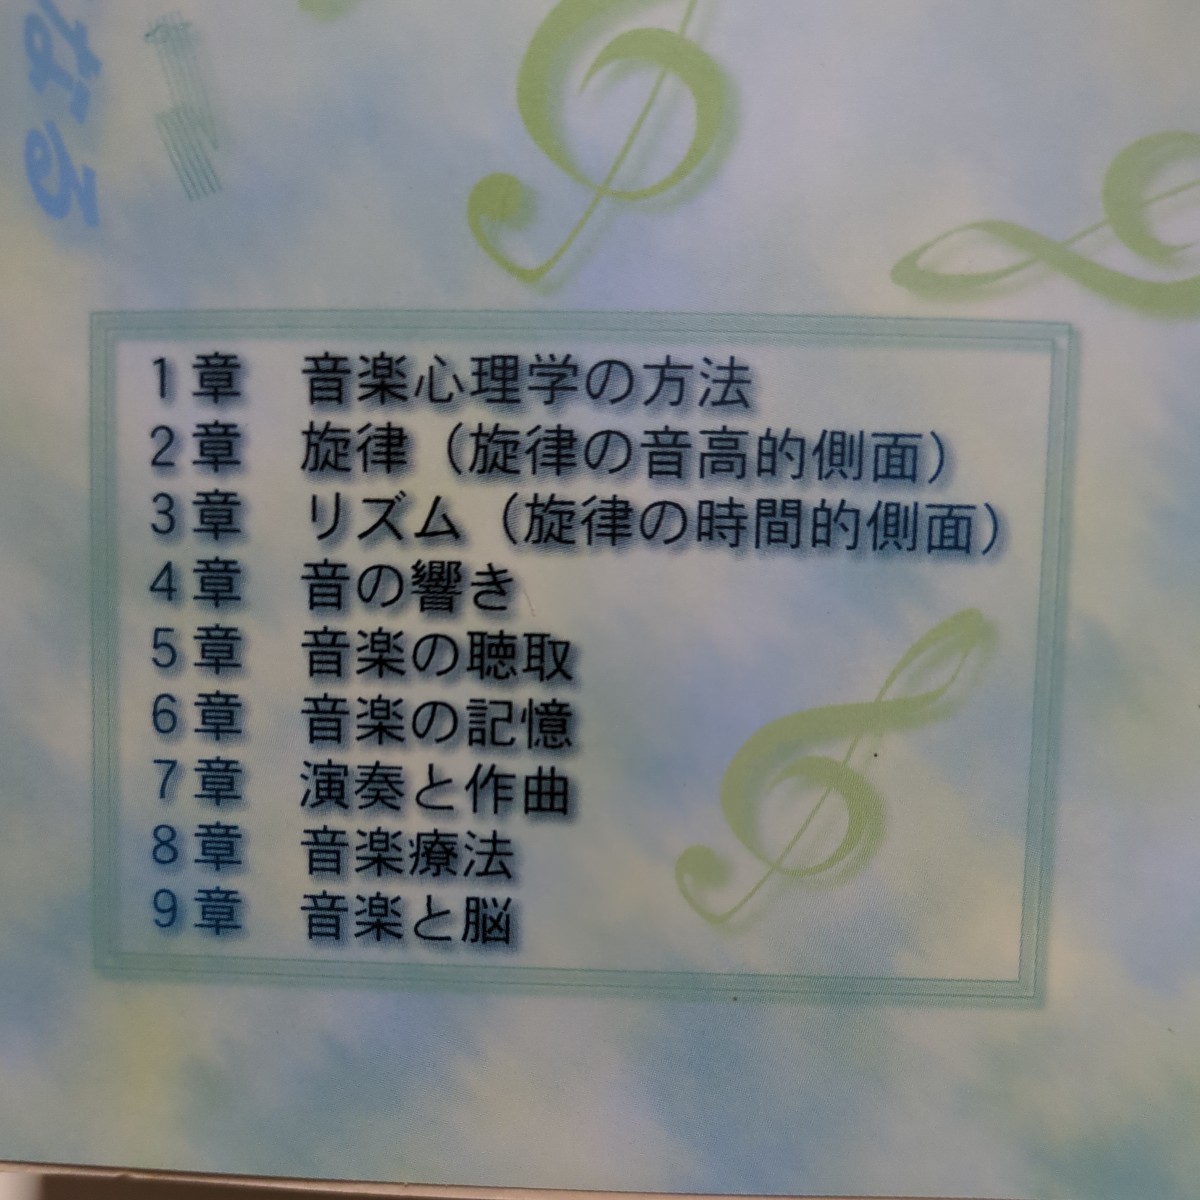 なる
1章　音楽心理学の方法
2章　旋律（旋律の音高的側面）
3章　リズム（旋律の時間的側面）
4章　音の響き
5章　音楽の聴取
6章　音楽の記憶
7章　演奏と作曲
8章　音楽療法
9章　音楽と脳